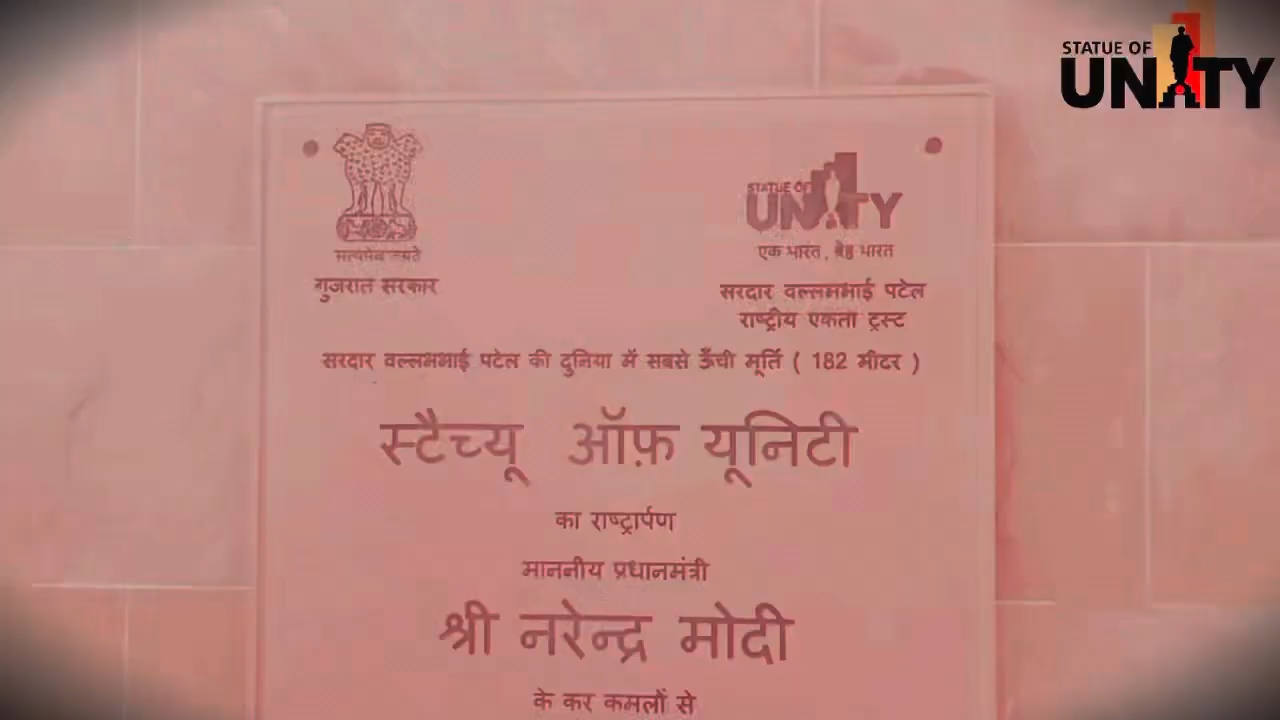 STATUE OF
UNITY
सत्यमेव जयते
गुजरात सरकार
STATUE OF
UNITY
एक भारत, श्रेष्ठ भारत
सरदार वल्लभभाई पटेल
राष्ट्रीय एकता ट्रस्ट
सरदार वल्लभभाई पटेल की दुनिया में सबसे ऊँची मूर्ति ( 182 मीटर )
स्टैच्यू ऑफ़ यूनिटी
का राष्ट्रार्पण
माननीय प्रधानमंत्री
श्री नरेन्द्र मोदी
के कर कमलों से